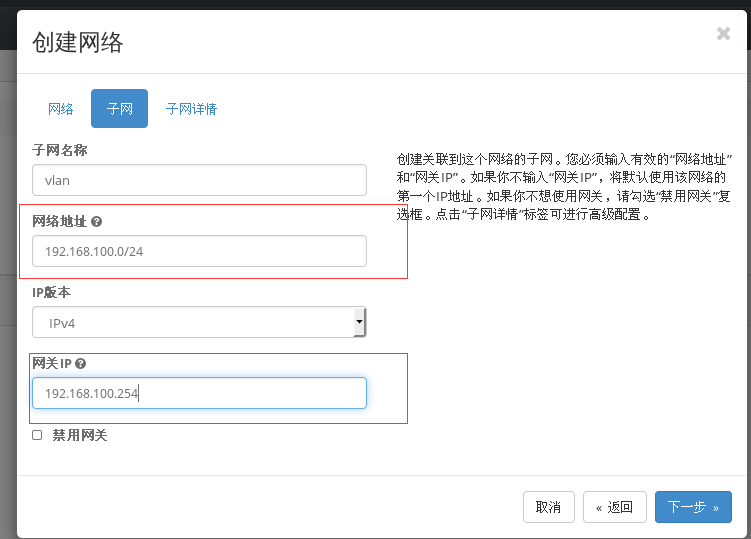 创建网络
网络 子网 子网详情
子网名称
vlan
网络地址
192.168.100.0/24
IP版本
IPv4
网关IP
192.168.100.254
禁用网关
创建关联到这个网络的子网。您必须输入有效的“网络地址”
和“网关IP”。如果你不输入“网关IP”，将默认使用该网络的
第一个IP地址。如果你不想使用网关，请勾选“禁用网关”复
选框。点击“子网详情”标签可进行高级配置。
取消 « 返回 下一步 »